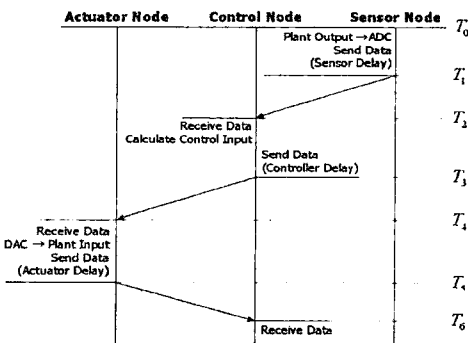 Actuator Node Control Node Sensor Node
T₀
Plant Output → ADC
Send Data
(Sensor Delay)
T₁
T₂
Receive Data
Calculate Control Input
Send Data
(Controller Delay)
T₃
T₄
Receive Data
DAC → Plant Input
Send Data
(Actuator Delay)
T₅
T₆
Receive Data